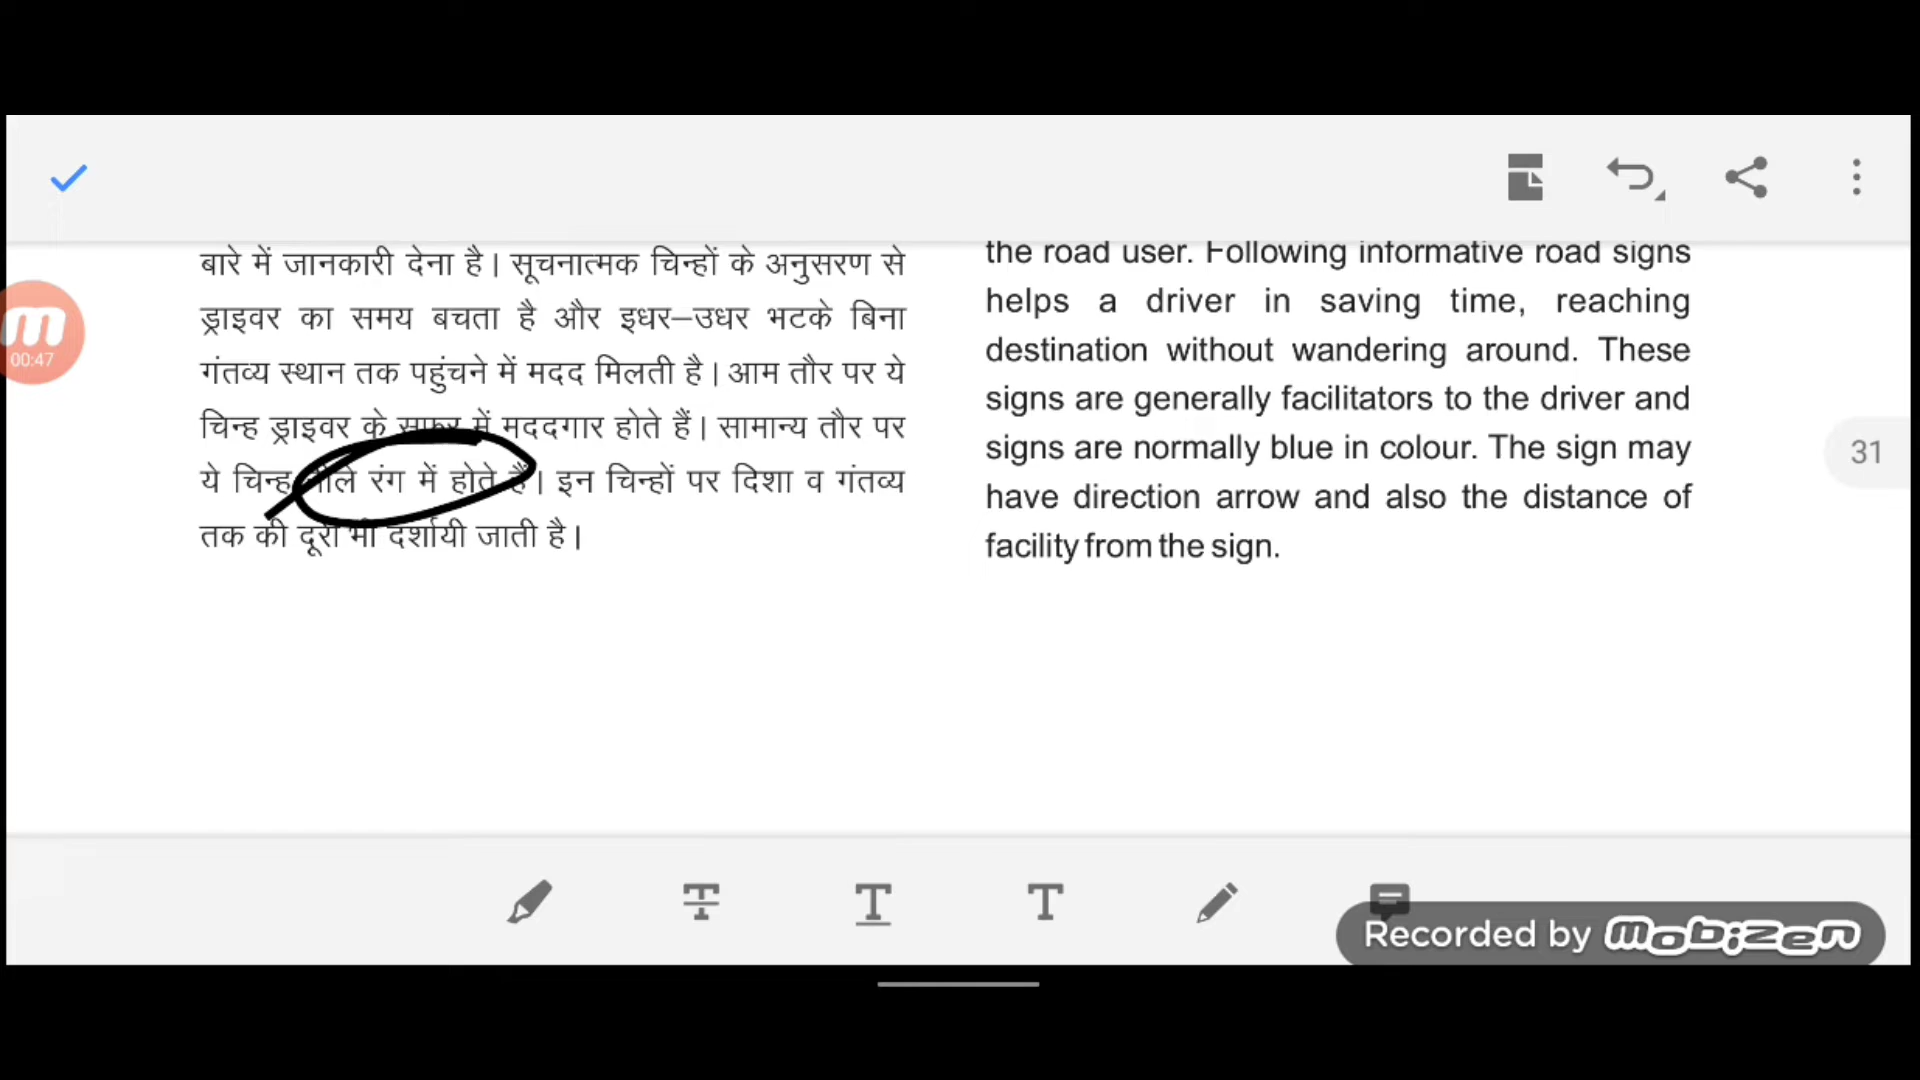 बारे में जानकारी देना है। सूचनात्मक चिन्हों के अनुसरण से
ड्राइवर का समय बचता है और इधर–उधर भटके बिना
गंतव्य स्थान तक पहुंचने में मदद मिलती है। आम तौर पर ये
चिन्ह ड्राइवर के सफर में मददगार होते हैं। सामान्य तौर पर
ये चिन्ह नीले रंग में होते हैं। इन चिन्हों पर दिशा व गंतव्य
तक की दूरी भी दर्शायी जाती है।
the road user. Following informative road signs
helps a driver in saving time, reaching
destination without wandering around. These
signs are generally facilitators to the driver and
signs are normally blue in colour. The sign may
have direction arrow and also the distance of
facility from the sign.
00:47
31
Recorded by mobizen